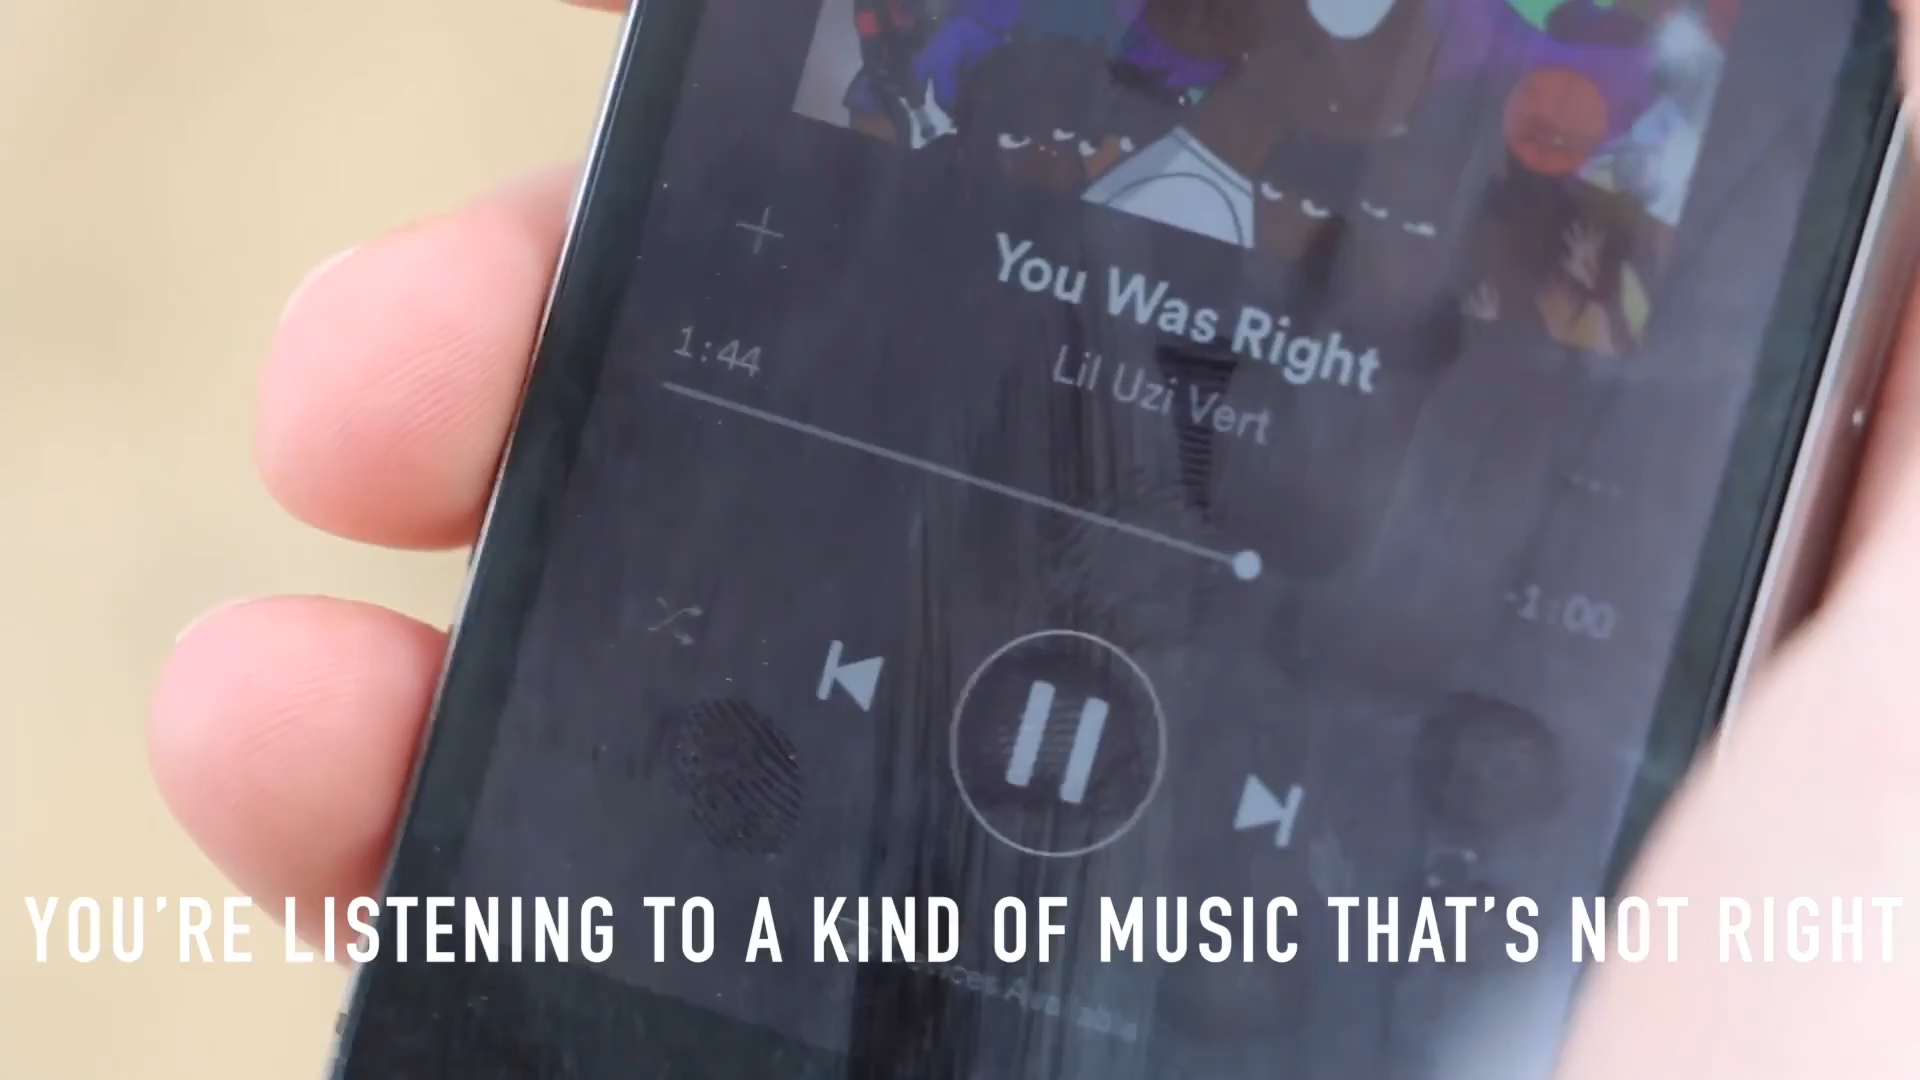 You Was Right
1:44
Lil Uzi Vert
-1:00
YOU'RE LISTENING TO A KIND OF MUSIC THAT'S NOT RIGHT
Available